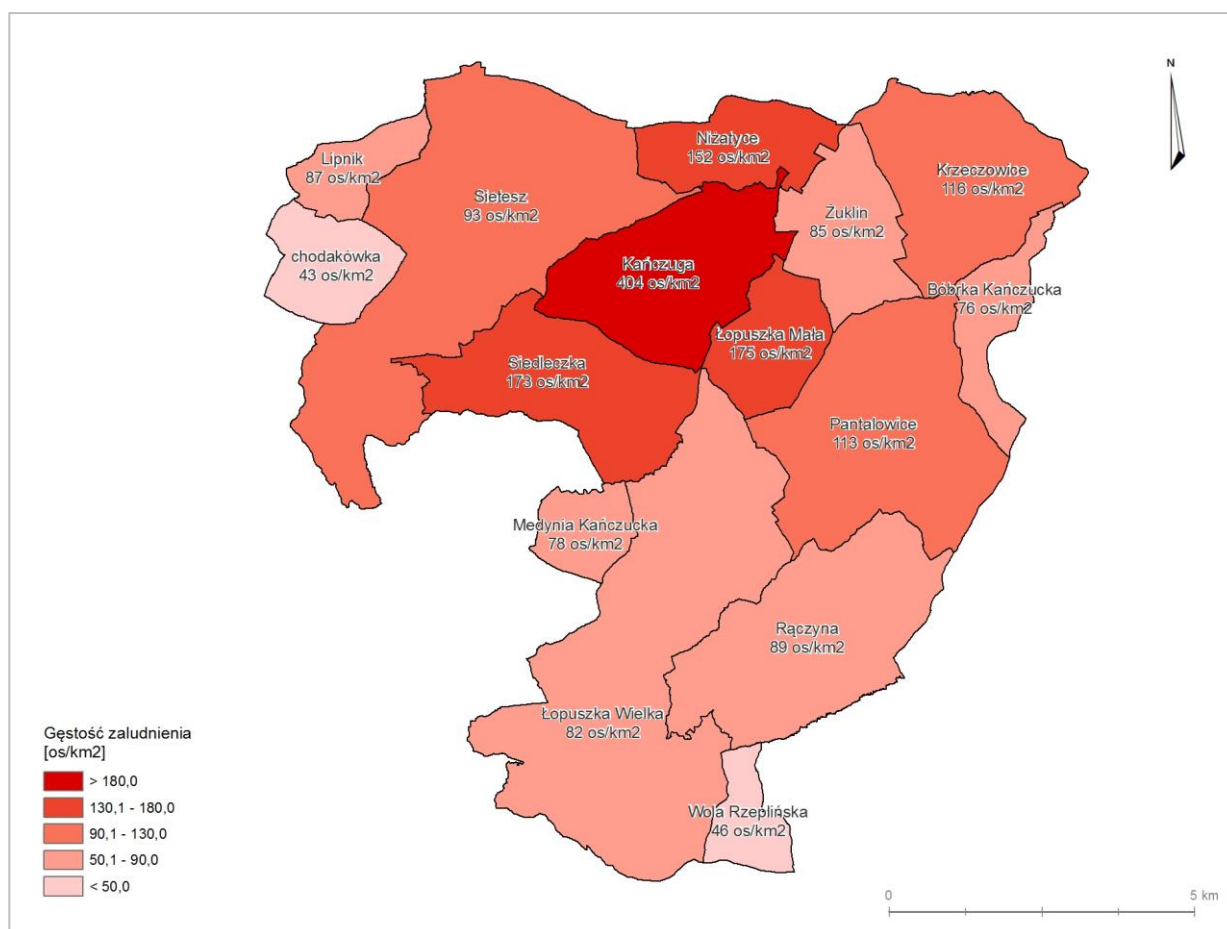 N
Niżatyce
152 os/km2
Lipnik
87 os/km2
Krzeczowice
116 os/km2
Sietesz
93 os/km2
Żuklin
85 os/km2
chodakówka
43 os/km2
Kańczuga
404 os/km2
Bóbrka Kańczucka
76 os/km2
Łopuszka Mała
175 os/km2
Siedleczka
173 os/km2
Pantalowice
113 os/km2
Medynia Kańczucka
78 os/km2
Rączyna
89 os/km2
Łopuszka Wielka
82 os/km2
Wola Rzeplińska
46 os/km2
Gęstość zaludnienia
[os/km2]
> 180,0
130,1 - 180,0
90,1 - 130,0
50,1 - 90,0
< 50,0
0 5 km